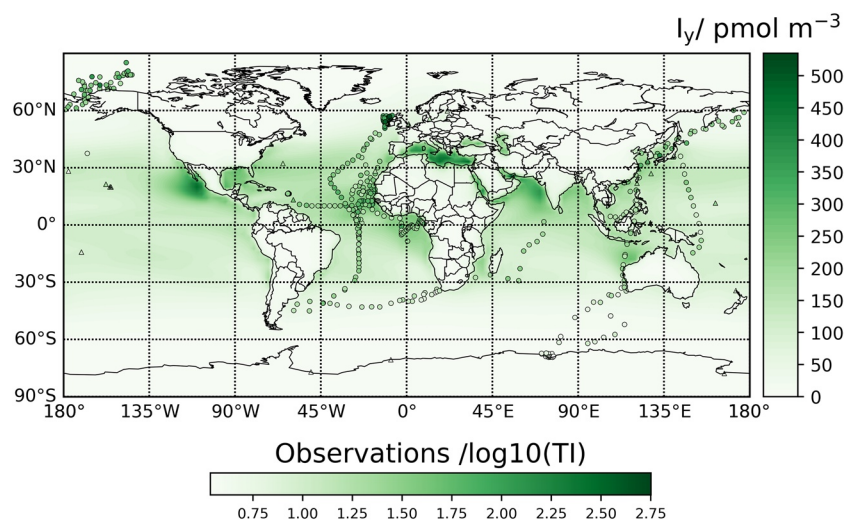 I_y/ pmol m⁻³
60°N
30°N
0°
30°S
60°S
90°S
180° 135°W 90°W 45°W 0° 45°E 90°E 135°E 180°
500
450
400
350
300
250
200
150
100
50
0
Observations /log10(TI)
0.75 1.00 1.25 1.50 1.75 2.00 2.25 2.50 2.75